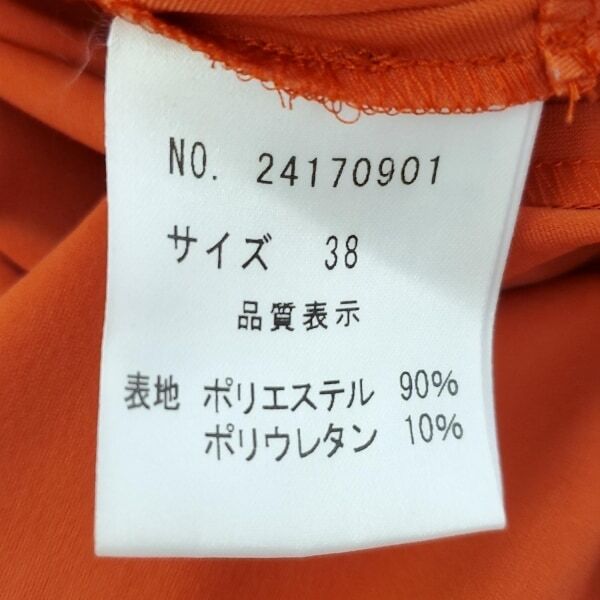 NO. 24170901
サイズ 38
品質表示
表地 ポリエステル 90%
ポリウレタン 10%